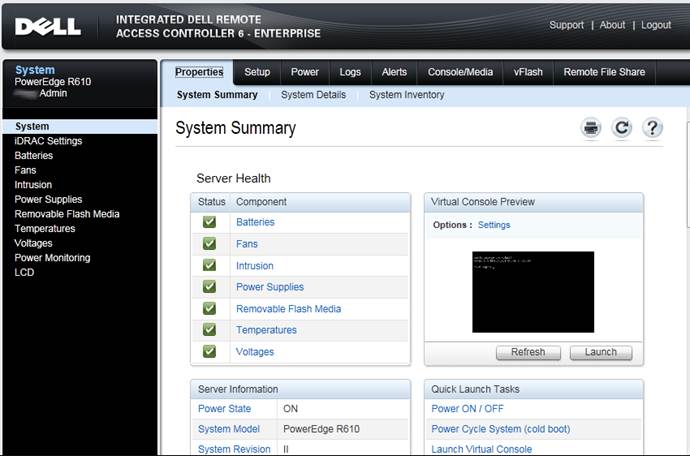 DELL
INTEGRATED DELL REMOTE
ACCESS CONTROLLER 6 - ENTERPRISE
Support | About | Logout
System
PowerEdge R610
Admin
Properties Setup Power Logs Alerts Console/Media vFlash Remote File Share
System Summary System Details System Inventory
System
iDRAC Settings
Batteries
Fans
Intrusion
Power Supplies
Removable Flash Media
Temperatures
Voltages
Power Monitoring
LCD
System Summary
?
Server Health
Status Component
Batteries
Fans
Intrusion
Power Supplies
Removable Flash Media
Temperatures
Voltages
Virtual Console Preview
Options : Settings
Refresh Launch
Server Information
Power State ON
System Model PowerEdge R610
System Revision II
Quick Launch Tasks
Power ON / OFF
Power Cycle System (cold boot)
Launch Virtual Console